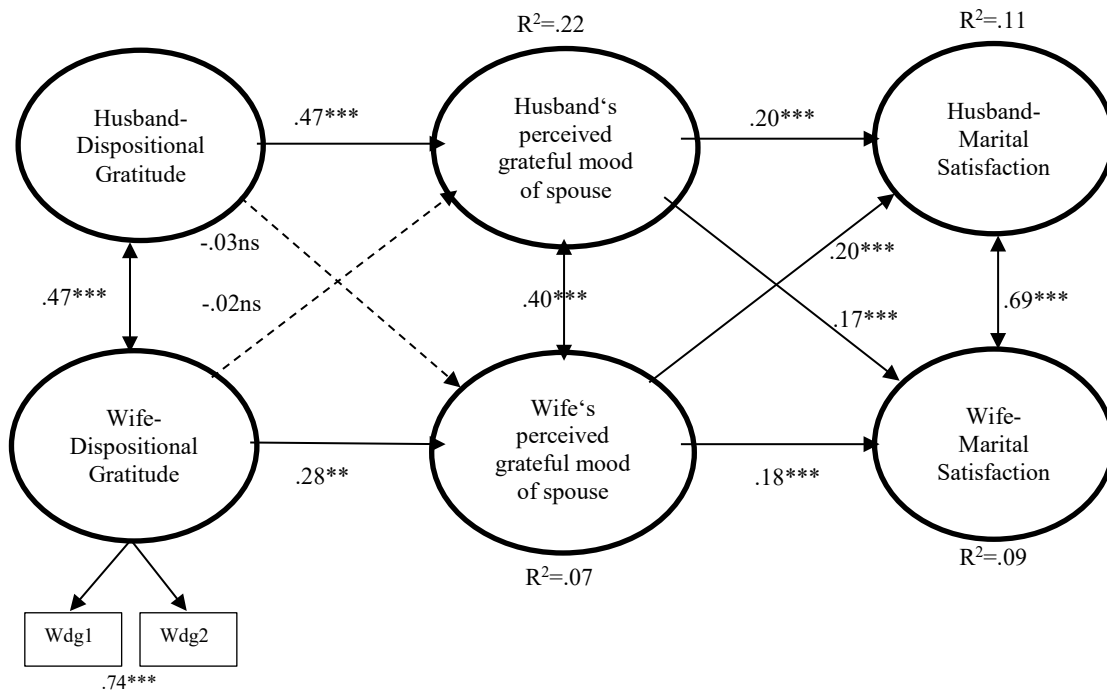 R²=.22
R²=.11
Husband-
Dispositional
Gratitude
.47***
Husband‘s
perceived
grateful mood
of spouse
.20***
Husband-
Marital
Satisfaction
-.03ns
-.02ns
.47***
.40***
.20***
.17***
.69***
Wife-
Dispositional
Gratitude
.28**
Wife‘s
perceived
grateful mood
of spouse
.18***
Wife-
Marital
Satisfaction
R²=.07
R²=.09
Wdg1
Wdg2
.74***